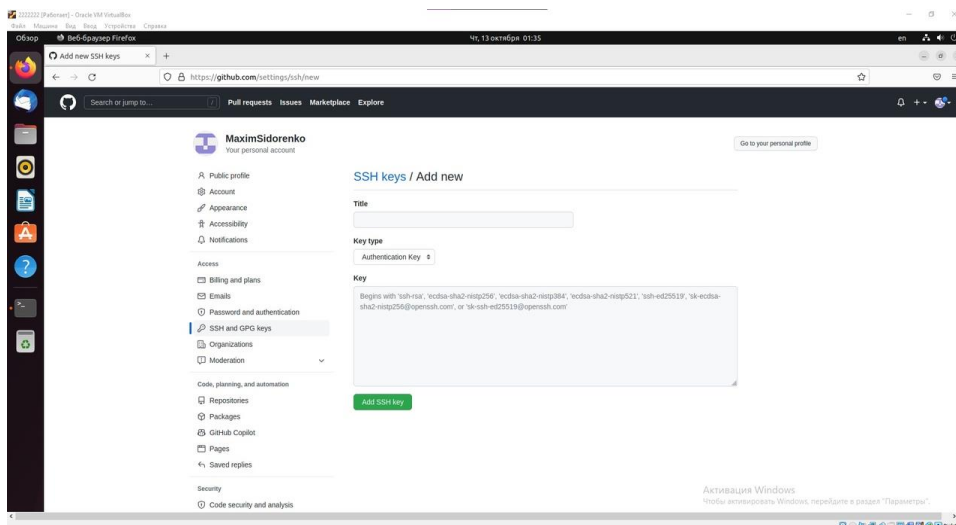 2222222 [Работает] - Oracle VM VirtualBox
Файл Машина Вид Ввод Устройства Справка
Обзор Веб-браузер Firefox Чт, 13 октября 01:35 en
Add new SSH keys
https://github.com/settings/ssh/new
Search or jump to... / Pull requests Issues Marketplace Explore
MaximSidorenko
Your personal account
Go to your personal profile
Public profile
Account
Appearance
Accessibility
Notifications
Access
Billing and plans
Emails
Password and authentication
SSH and GPG keys
Organizations
Moderation
Code, planning, and automation
Repositories
Packages
GitHub Copilot
Pages
Saved replies
Security
Code security and analysis
SSH keys / Add new
Title
Key type
Authentication Key
Key
Begins with 'ssh-rsa', 'ecdsa-sha2-nistp256', 'ecdsa-sha2-nistp384', 'ecdsa-sha2-nistp521', 'ssh-ed25519', 'sk-ecdsa-
sha2-nistp256@openssh.com', or 'sk-ssh-ed25519@openssh.com'
Add SSH key
Активация Windows
Чтобы активировать Windows, перейдите в раздел "Параметры".